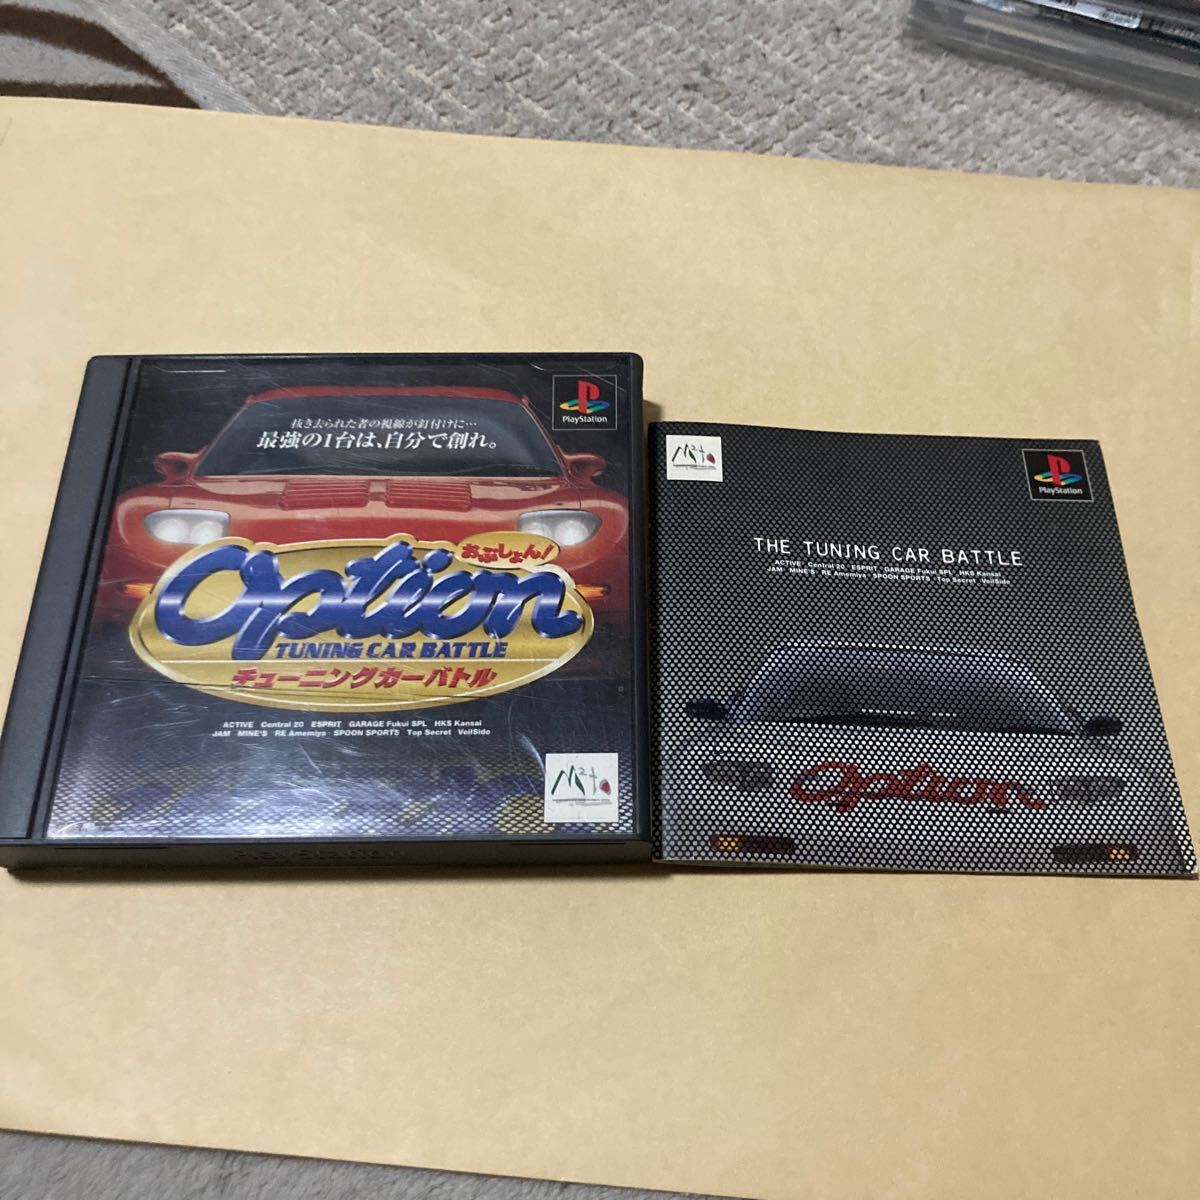 抜き去られた者の視線が釘付けに…
最強の1台は、自分で創れ。
PlayStation
おぷしょん!
Option
TUNING CAR BATTLE
チューニングカーバトル
ACTIVE Central 20 ESPRIT GARAGE Fukui SPL HKS Kansai
JAM MINE'S RE Amemiya SPOON SPORTS Top Secret VeilSide
PlayStation
PlayStation
THE TUNING CAR BATTLE
ACTIVE Central 20 ESPRIT GARAGE Fukui SPL HKS Kansai
JAM MINE'S RE Amemiya SPOON SPORTS Top Secret VeilSide
Option